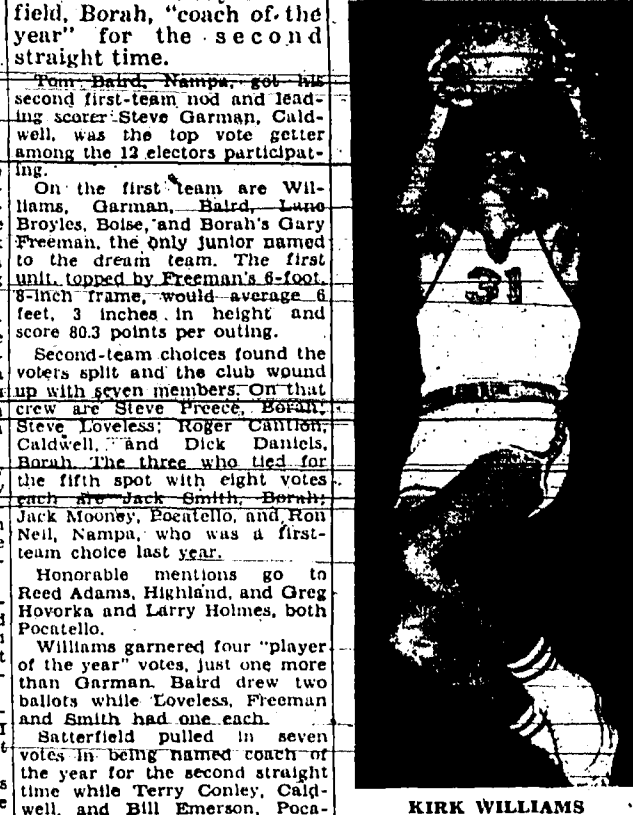 field, Borah, "coach of the
year" for the second
straight time.
Tom Baird, Nampa, got his
second first-team nod and lead-
ing scorer Steve Garman, Cald-
well, was the top vote getter
among the 12 electors participat-
ing.
On the first team are Wil-
liams, Garman, Baird, Lane
Broyles, Boise, and Borah's Gary
Freeman, the only junior named
to the dream team. The first
unit, topped by Freeman's 6-foot,
8-inch frame, would average 6
feet, 3 inches in height and
score 80.3 points per outing.
Second-team choices found the
voters split and the club wound
up with seven members. On that
crew are Steve Preece, Borah;
Steve Loveless; Roger Cantlon,
Caldwell, and Dick Daniels,
Borah. The three who tied for
the fifth spot with eight votes
each are Jack Smith, Borah;
Jack Mooney, Pocatello, and Ron
Neil, Nampa, who was a first-
team choice last year.
Honorable mentions go to
Reed Adams, Highland, and Greg
Hovorka and Larry Holmes, both
Pocatello.
Williams garnered four "player
of the year" votes, just one more
than Garman. Baird drew two
ballots while Loveless, Freeman
and Smith had one each.
Satterfield pulled in seven
votes in being named coach of
the year for the second straight
time while Terry Conley, Cald-
well, and Bill Emerson, Poca-
31
KIRK WILLIAMS